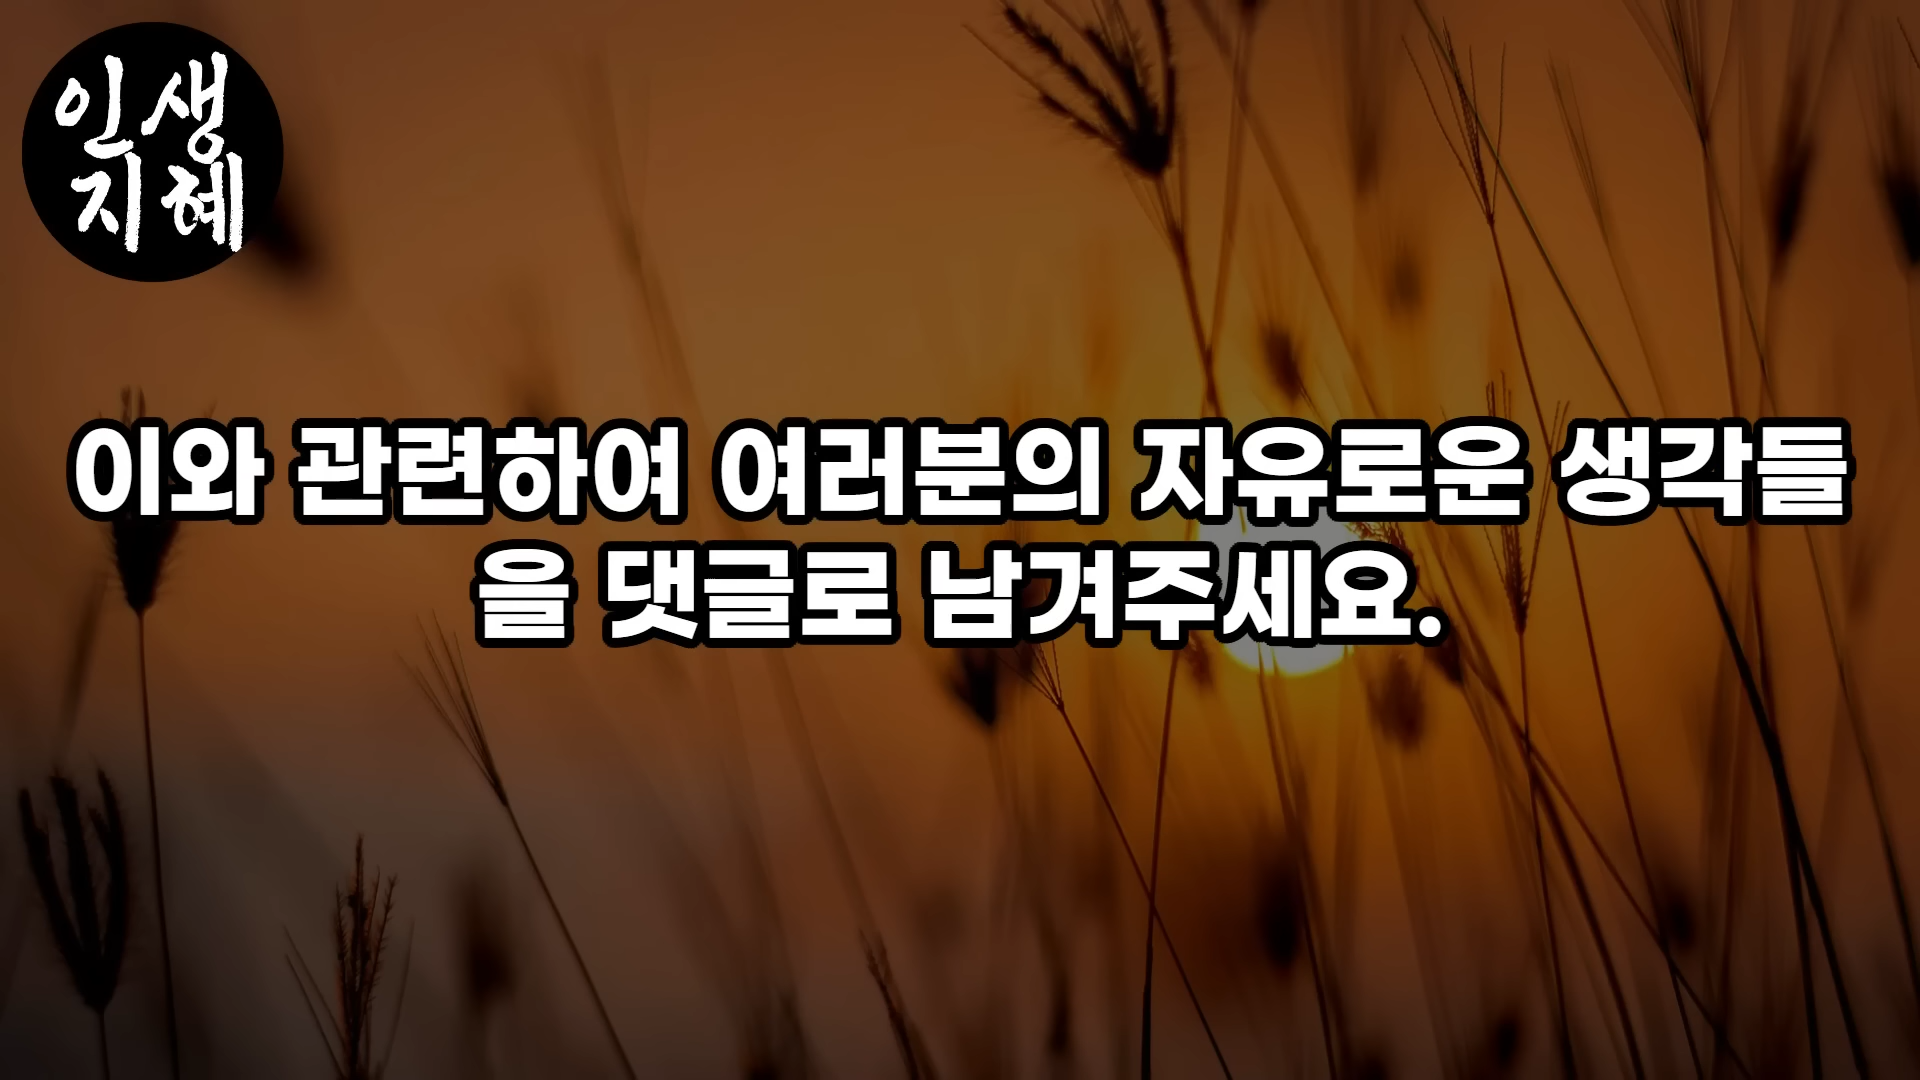 인생
지혜
이와 관련하여 여러분의 자유로운 생각들
을 댓글로 남겨주세요.